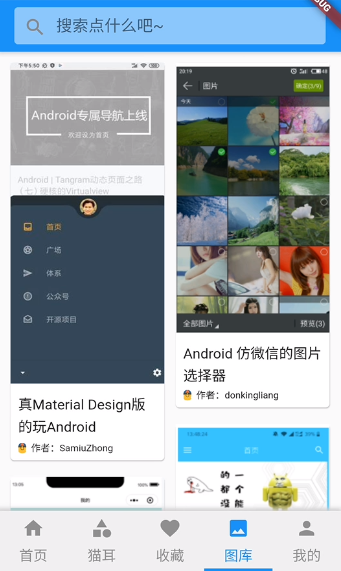 搜索点什么吧~
下午5:50
Android专属导航上线
欢迎设为首页
Android | Tangram动态页面之路
（七）硬核的Virtualview
首页
广场
体系
公众号
开源项目
真Material Design版
的玩Android
作者：SamiuZhong
20:19
图片
确定(3/9)
今天
全部图片
预览(3)
Android 仿微信的图片
选择器
作者：donkingliang
我的
首页
的一
那个
没能
首页
猫耳
收藏
图库
我的